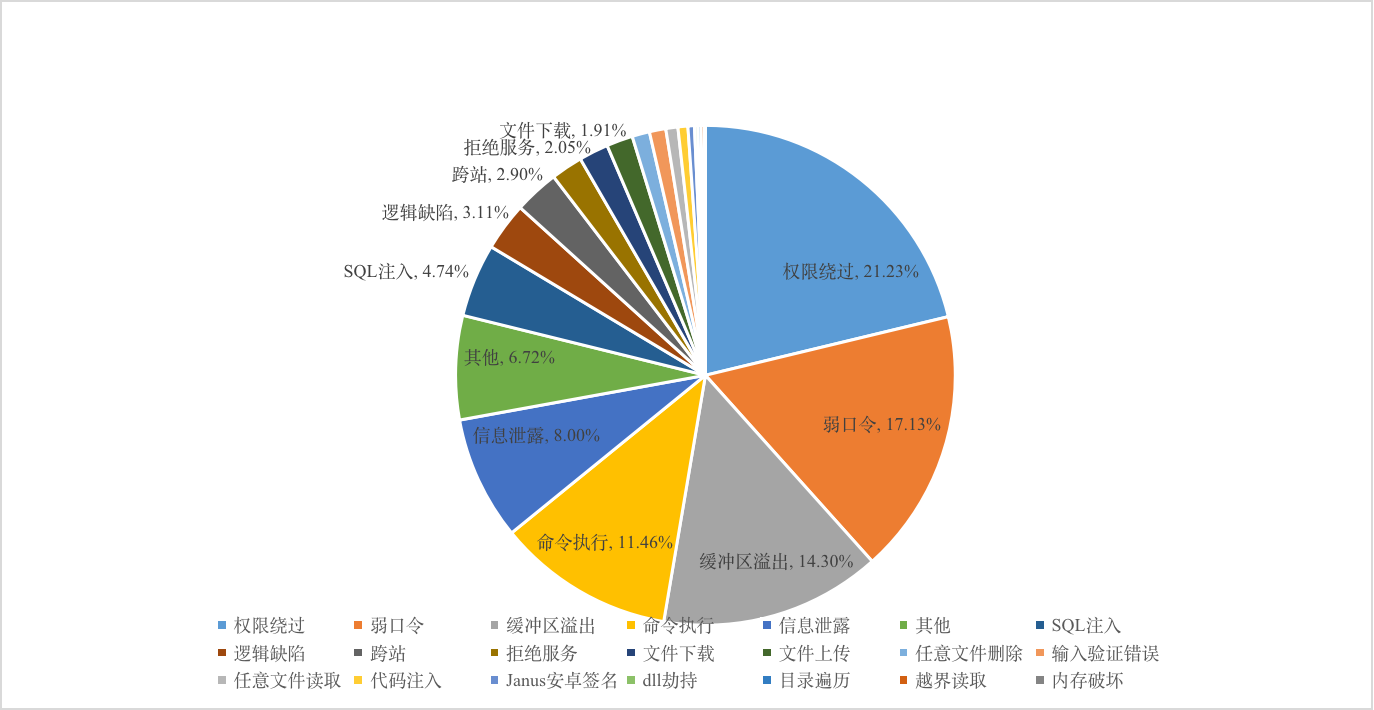 文件下载, 1.91%
拒绝服务, 2.05%
跨站, 2.90%
逻辑缺陷, 3.11%
SQL注入, 4.74%
权限绕过, 21.23%
其他, 6.72%
弱口令, 17.13%
信息泄露, 8.00%
命令执行, 11.46%
缓冲区溢出, 14.30%
权限绕过 弱口令 缓冲区溢出 命令执行 信息泄露 其他 SQL注入
逻辑缺陷 跨站 拒绝服务 文件下载 文件上传 任意文件删除 输入验证错误
任意文件读取 代码注入 Janus安卓签名 dll劫持 目录遍历 越界读取 内存破坏